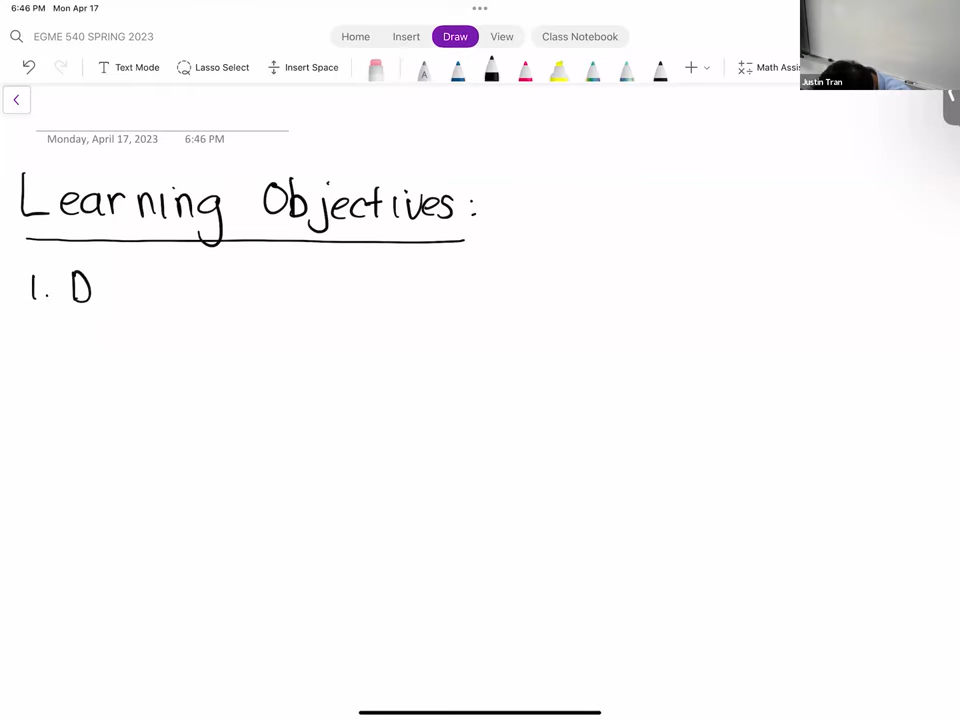 6:46 PM Mon Apr 17
EGME 540 SPRING 2023
Home Insert Draw View Class Notebook
Text Mode Lasso Select Insert Space A Math Assis
Justin Tran
Monday, April 17, 2023 6:46 PM
Learning Objectives:
1. D